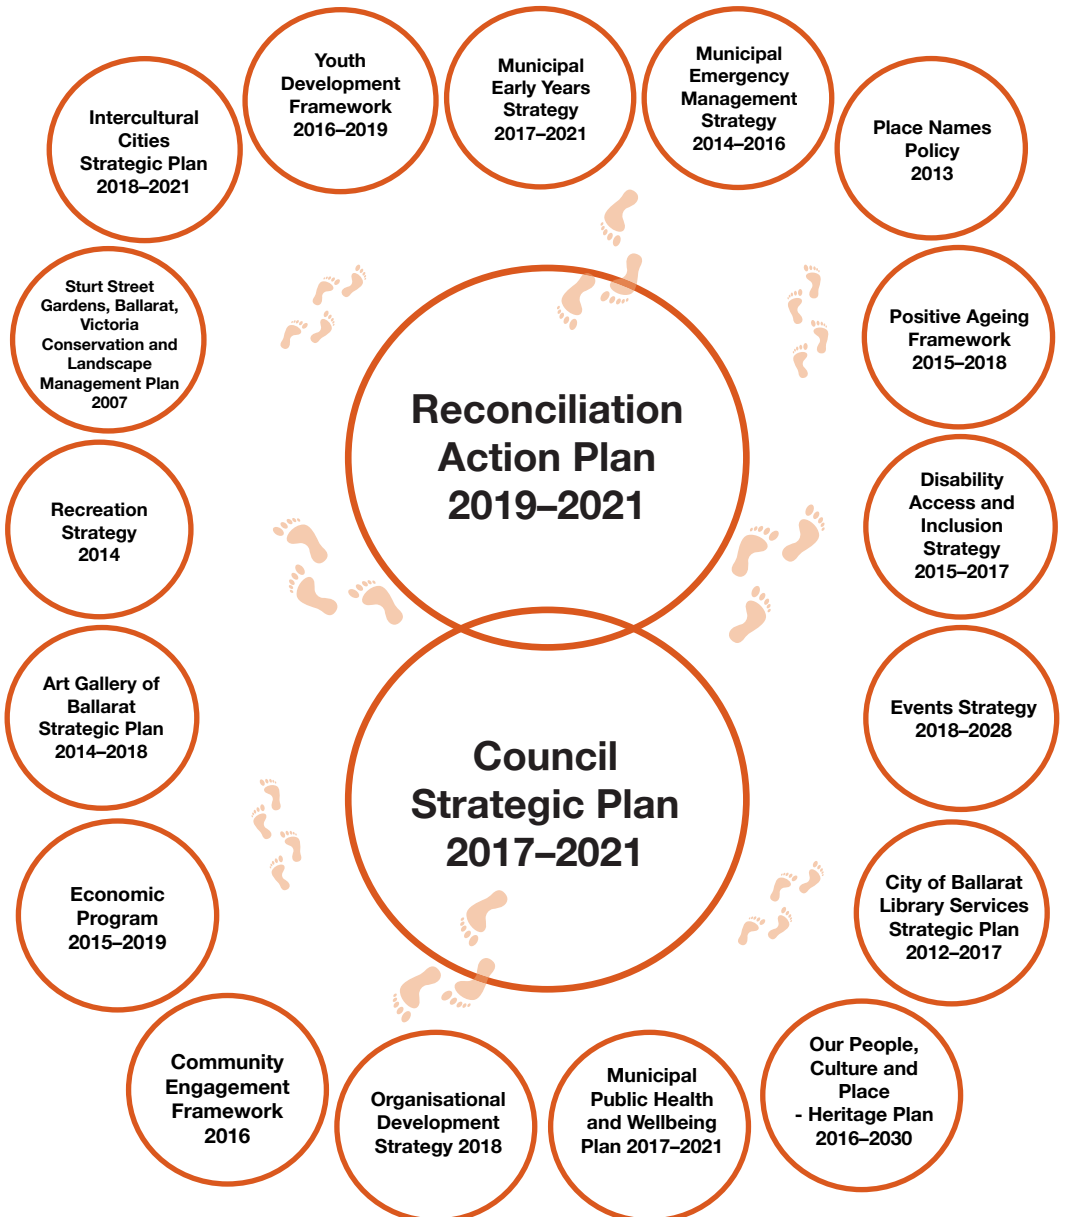 Youth
Development
Framework
2016–2019
Municipal
Early Years
Strategy
2017–2021
Municipal
Emergency
Management
Strategy
2014–2016
Intercultural
Cities
Strategic Plan
2018–2021
Place Names
Policy
2013
Sturt Street
Gardens, Ballarat,
Victoria
Conservation and
Landscape
Management Plan
2007
Positive Ageing
Framework
2015–2018
Reconciliation
Action Plan
2019–2021
Recreation
Strategy
2014
Disability
Access and
Inclusion
Strategy
2015–2017
Art Gallery of
Ballarat
Strategic Plan
2014–2018
Events Strategy
2018–2028
Council
Strategic Plan
2017–2021
Economic
Program
2015–2019
City of Ballarat
Library Services
Strategic Plan
2012–2017
Community
Engagement
Framework
2016
Organisational
Development
Strategy 2018
Municipal
Public Health
and Wellbeing
Plan 2017–2021
Our People,
Culture and
Place
- Heritage Plan
2016–2030